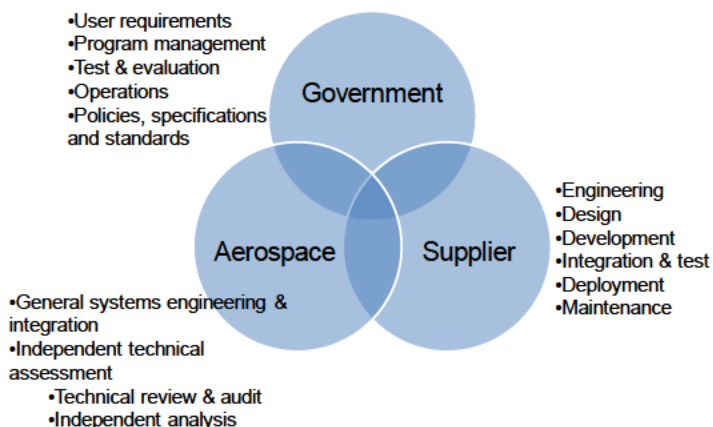 •User requirements
•Program management
•Test & evaluation
•Operations
•Policies, specifications
and standards
Government
Aerospace
Supplier
•Engineering
•Design
•Development
•Integration & test
•Deployment
•Maintenance
•General systems engineering &
integration
•Independent technical
assessment
•Technical review & audit
•Independent analysis